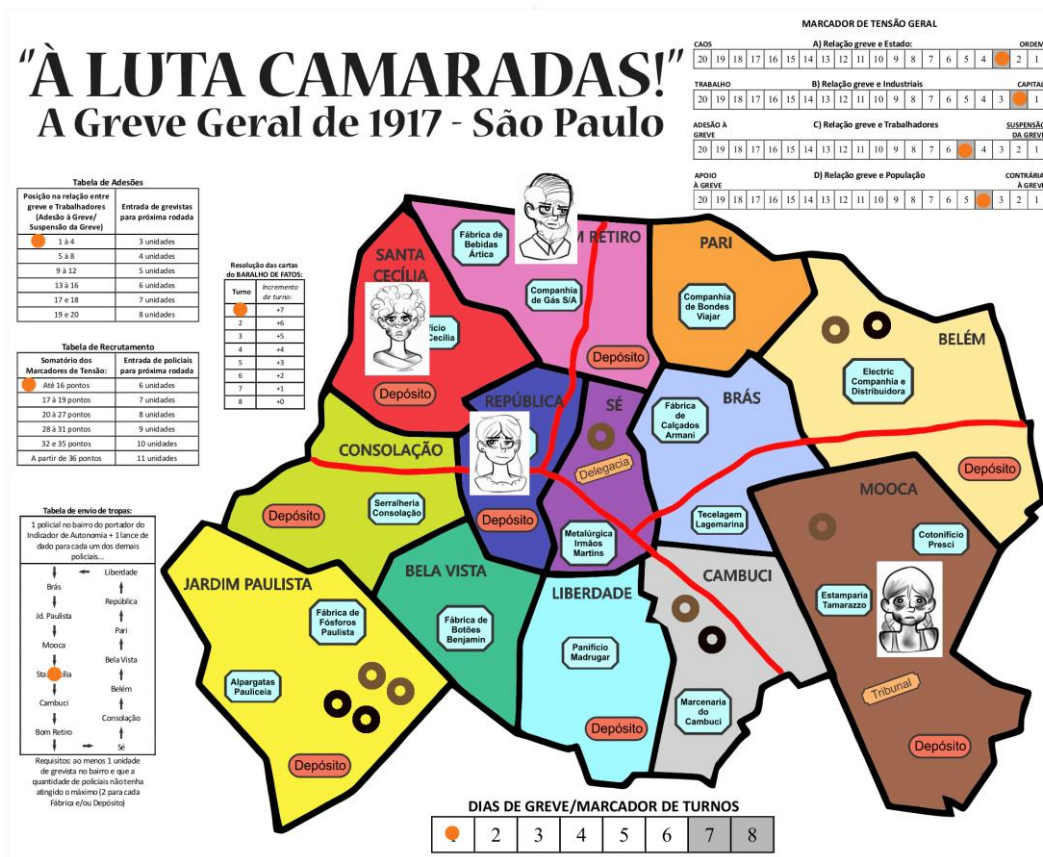 "À LUTA CAMARADAS!"
A Greve Geral de 1917 - São Paulo
MARCADOR DE TENSÃO GERAL
CAOS A) Relação greve e Estado: ORDEM
20 19 18 17 16 15 14 13 12 11 10 9 8 7 6 5 4 2 1
TRABALHO B) Relação greve e Industriais CAPITAL
20 19 18 17 16 15 14 13 12 11 10 9 8 7 6 5 4 3 1
ADESÃO À GREVE C) Relação greve e Trabalhadores SUSPENSÃO DA GREVE
20 19 18 17 16 15 14 13 12 11 10 9 8 7 6 4 3 2 1
APOIO À GREVE D) Relação greve e População CONTRÁRIA À GREVE
20 19 18 17 16 15 14 13 12 11 10 9 8 7 6 5 3 2 1
Tabela de Adesões
Posição na relação entre greve e Trabalhadores (Adesão à Greve/ Suspensão da Greve) Entrada de grevistas para próxima rodada
1 à 4 3 unidades
5 à 8 4 unidades
9 à 12 5 unidades
13 à 16 6 unidades
17 e 18 7 unidades
19 e 20 8 unidades
Tabela de Recrutamento
Somatório dos Marcadores de Tensão: Entrada de policiais para próxima rodada
Até 16 pontos 6 unidades
17 à 19 pontos 7 unidades
20 à 27 pontos 8 unidades
28 à 31 pontos 9 unidades
32 e 35 pontos 10 unidades
A partir de 36 pontos 11 unidades
Resolução das cartas
do BARALHO DE FATOS:
Turno Incremento de turno:
+7
2 +6
3 +5
4 +4
5 +3
6 +2
7 +1
8 +0
Tabela de envio de tropas:
1 policial no bairro do portador do
Indicador de Autonomia + 1 lance de
dado para cada um dos demais
policiais...
Liberdade
Brás
República
Jd. Paulista
Pari
Mooca
Bela Vista
Sta.
Belém
Cambuci
Consolação
Bom Retiro
Sé
Requisitos: ao menos 1 unidade
de grevista no bairro e que a
quantidade de policiais não tenha
atingido o máximo (2 para cada
Fábrica e/ou Depósito)
SANTA
CECÍLIA
Depósito
Fábrica de
Bebidas
Ártica
RETIRO
Companhia
de Gás S/A
Depósito
PARI
Companhia
de Bondes
Viajar
BELÉM
Electric
Companhia e
Distribuidora
Depósito
REPÚBLICA
Depósito
SÉ
Delegacia
Metalúrgica
Irmãos
Martins
BRÁS
Fábrica
de
Calçados
Armani
Tecelagem
Lagemarina
CONSOLAÇÃO
Serralheria
Consolação
Depósito
MOOCA
Cotonifício
Presci
Estamparia
Tamarazzo
Tribunal
Depósito
JARDIM PAULISTA
Fábrica de
Fósforos
Paulista
Alpargatas
Pauliceia
Depósito
BELA VISTA
Fábrica de
Botões
Benjamin
LIBERDADE
Panifício
Madrugar
Depósito
CAMBUCI
Marcenaria
do
Cambuci
DIAS DE GREVE/MARCADOR DE TURNOS
2 3 4 5 6 7 8